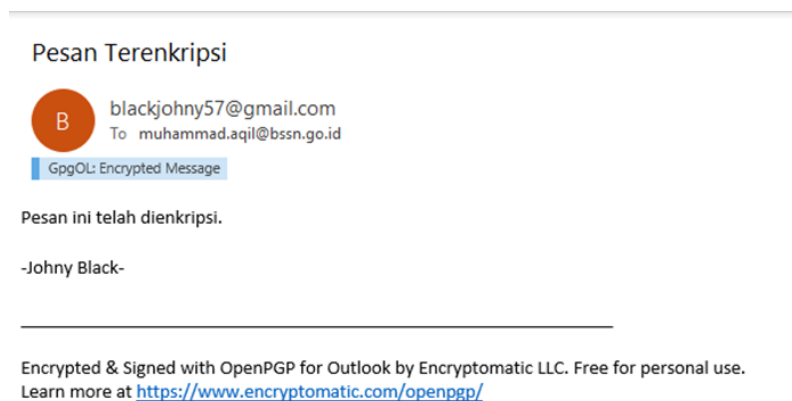 Pesan Terenkripsi
B
blackjohny57@gmail.com
To muhammad.aqil@bssn.go.id
GpgOL: Encrypted Message
Pesan ini telah dienkripsi.
-Johny Black-
Encrypted & Signed with OpenPGP for Outlook by Encryptomatic LLC. Free for personal use.
Learn more at https://www.encryptomatic.com/openpgp/